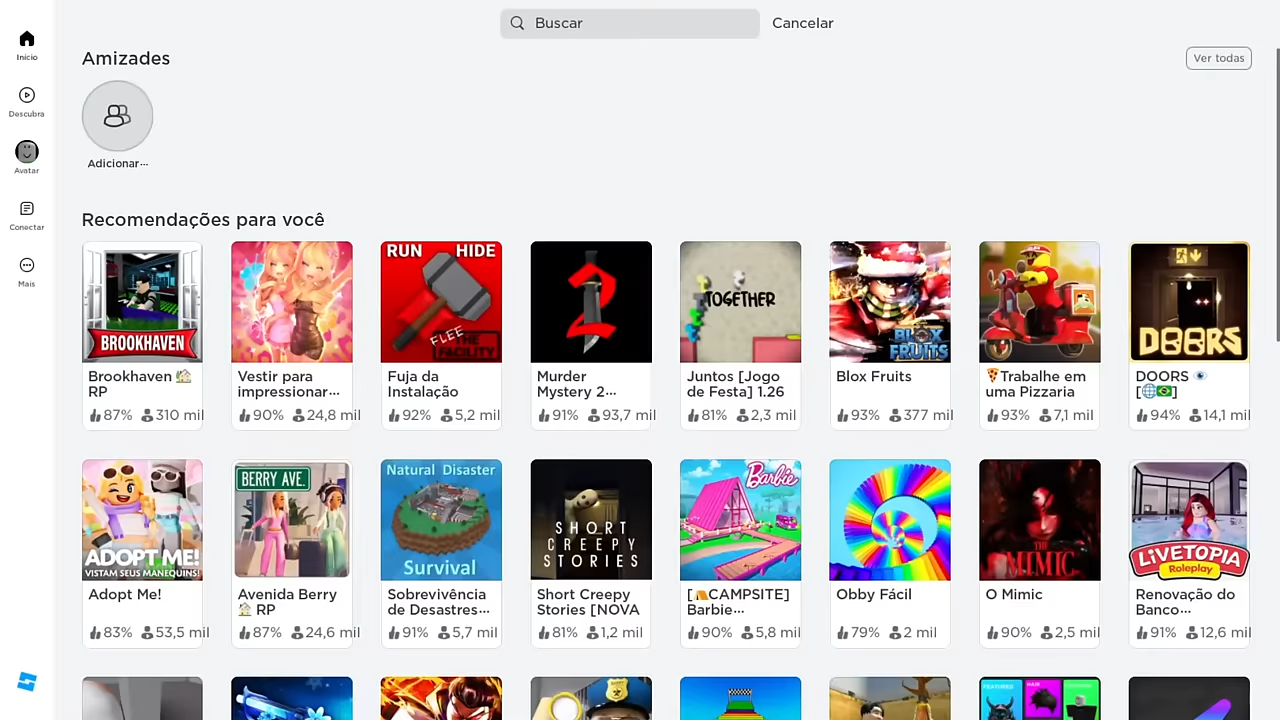 Buscar
Cancelar
Início
Descubra
Avatar
Conectar
Mais
Amizades
Ver todas
Adicionar...
Recomendações para você
BROOKHAVEN
Brookhaven 🏡
RP
87% 310 mil
Vestir para
impressionar...
90% 24,8 mil
RUN HIDE
FLEE
THE
FACILITY
Fuja da
Instalação
92% 5,2 mil
2
Murder
Mystery 2...
91% 93,7 mil
TOGETHER
Juntos [Jogo
de Festa] 1.26
81% 2,3 mil
BLOX
FRUITS
Blox Fruits
93% 377 mil
🍕Trabalhe em
uma Pizzaria
93% 7,1 mil
DOORS
DOORS 👁️
[🌐🇧🇷]
94% 14,1 mil
ADOPT ME!
VISTAM SEUS MANEQUINS!
Adopt Me!
83% 53,5 mil
BERRY AVE.
Avenida Berry
🏠 RP
87% 24,6 mil
Natural Disaster
Survival
Sobrevivência
de Desastres...
91% 5,7 mil
SHORT
CREEPY
STORIES
Short Creepy
Stories [NOVA
81% 1,2 mil
Barbie
[⛺CAMPSITE]
Barbie...
90% 5,8 mil
Obby Fácil
79% 2 mil
THE
MIMIC
O Mimic
90% 2,5 mil
LIVETOPIA
Roleplay
Renovação do
Banco...
91% 12,6 mil
FEATURES
HAIR